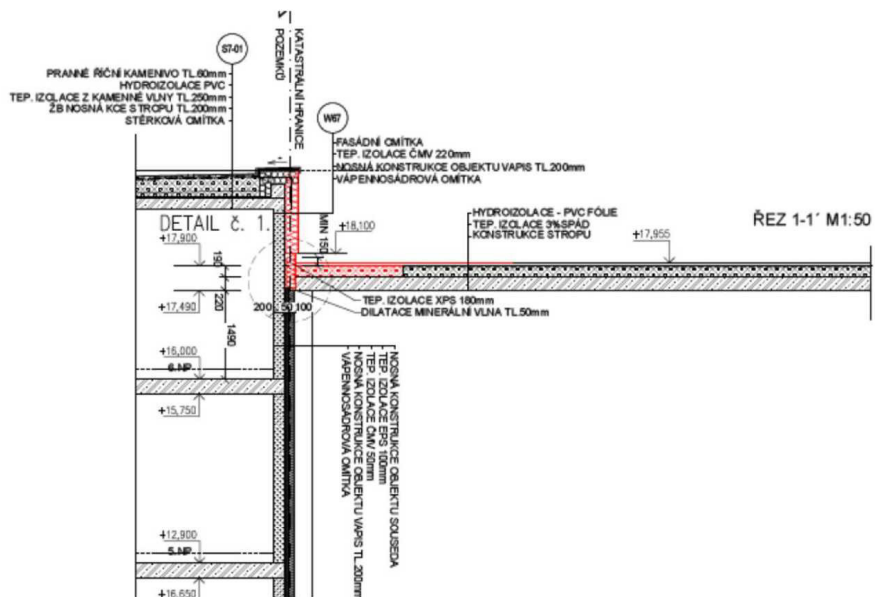 S7-01
PRANNÉ ŘÍČNÍ KAMENIVO TL.60mm
HYDROIZOLACE PVC
TEP. IZOLACE Z KAMENNÉ VLNY TL.250mm
ŽB NOSNÁ KCE STROPU TL.200mm
STĚRKOVÁ OMÍTKA
KATASTRÁLNÍ HRANICE
POZEMKŮ
W67
FASÁDNÍ OMÍTKA
TEP. IZOLACE ČMV 220mm
NOSNÁ KONSTRUKCE OBJEKTU VAPIS TL.200mm
VÁPENNOSÁDROVÁ OMÍTKA
DETAIL č. 1.
+17,900
190
+17,490
220
1490
MIN 150
+18,100
HYDROIZOLACE - PVC FÓLIE
TEP. IZOLACE 3%SPÁD
KONSTRUKCE STROPU
+17,955
ŘEZ 1-1´ M1:50
TEP. IZOLACE XPS 180mm
DILATACE MINERÁLNÍ VLNA TL.50mm
200 50 100
+16,000
6.NP
+15,750
NOSNÁ KONSTRUKCE OBJEKTU SOUSEDA
TEP. IZOLACE EPS 100mm
TEP. IZOLACE ČMV 50mm
NOSNÁ KONSTRUKCE OBJEKTU VAPIS TL.200mm
VÁPENNOSÁDROVÁ OMÍTKA
+12,900
5.NP
+16,650